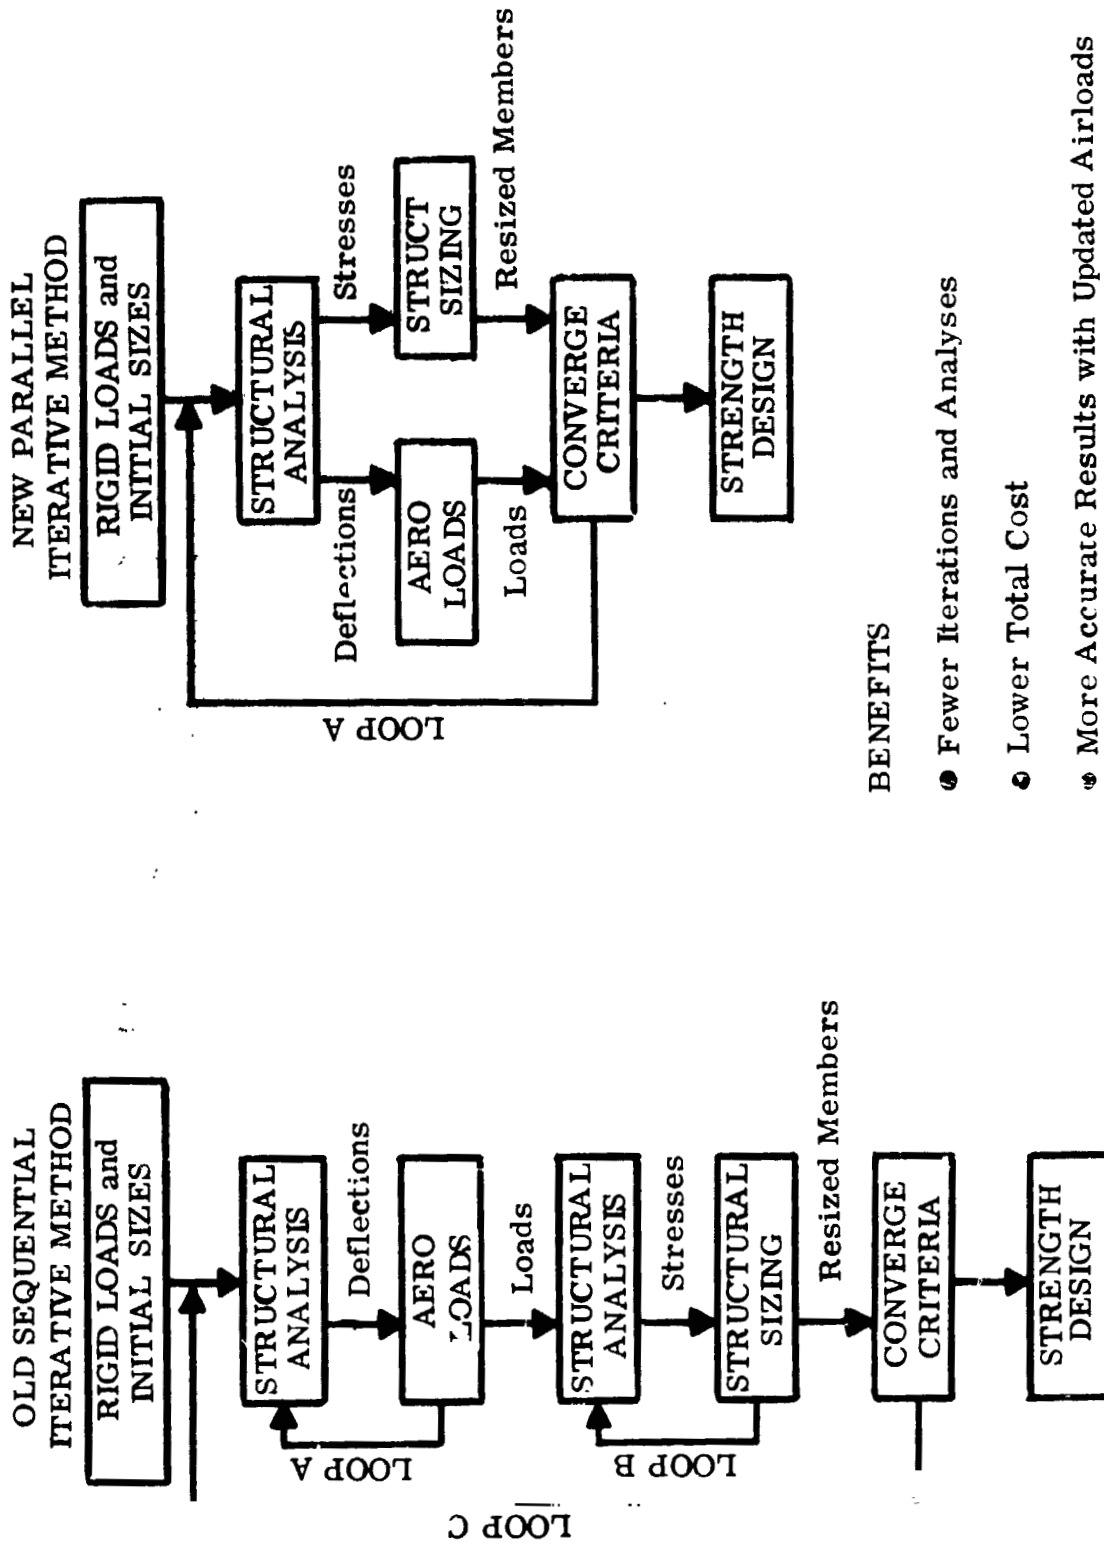 OLD SEQUENTIAL
ITERATIVE METHOD
RIGID LOADS and
INITIAL SIZES
STRUCTURAL
ANALYSIS
Deflections
AERO
LOADS
LOOP A
Loads
STRUCTURAL
ANALYSIS
Stresses
STRUCTURAL
SIZING
LOOP B
Resized Members
CONVERGE
CRITERIA
LOOP C
STRENGTH
DESIGN
NEW PARALLEL
ITERATIVE METHOD
RIGID LOADS and
INITIAL SIZES
STRUCTURAL
ANALYSIS
Deflections
Stresses
AERO
LOADS
STRUCT
SIZING
Loads
Resized Members
CONVERGE
CRITERIA
LOOP A
STRENGTH
DESIGN
BENEFITS
• Fewer Iterations and Analyses
• Lower Total Cost
• More Accurate Results with Updated Airloads